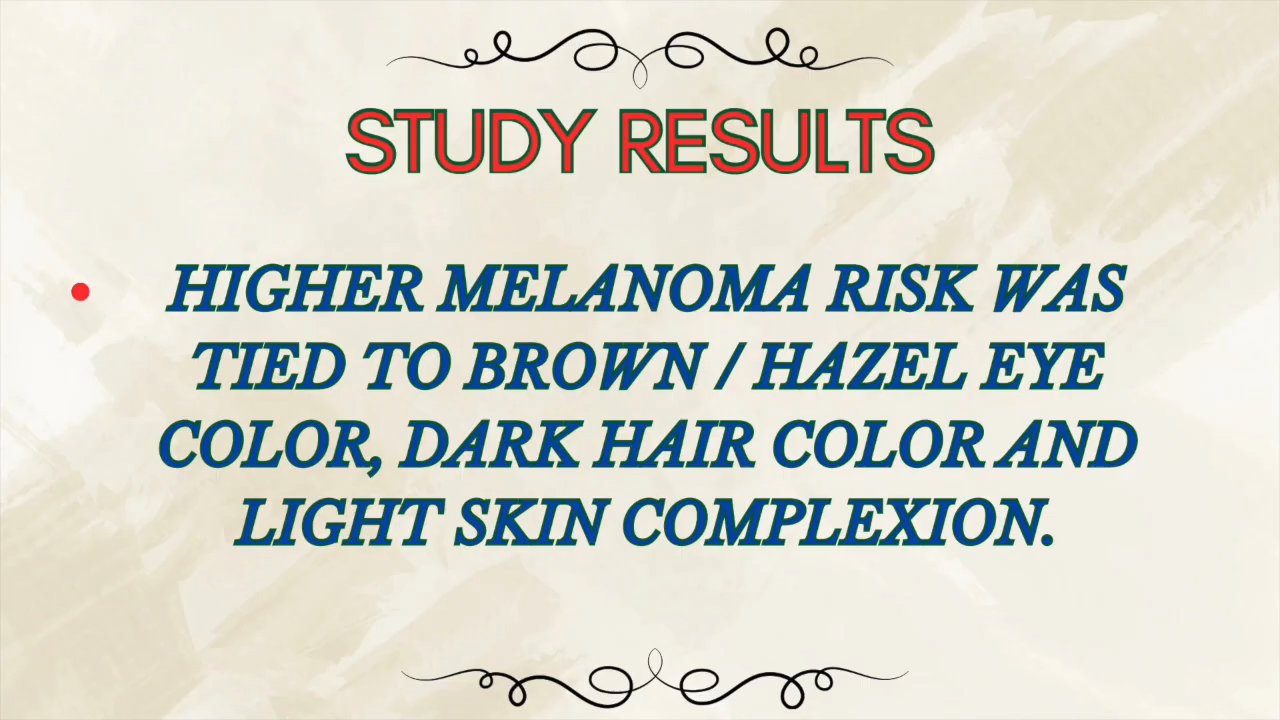 STUDY RESULTS
• HIGHER MELANOMA RISK WAS
TIED TO BROWN / HAZEL EYE
COLOR, DARK HAIR COLOR AND
LIGHT SKIN COMPLEXION.